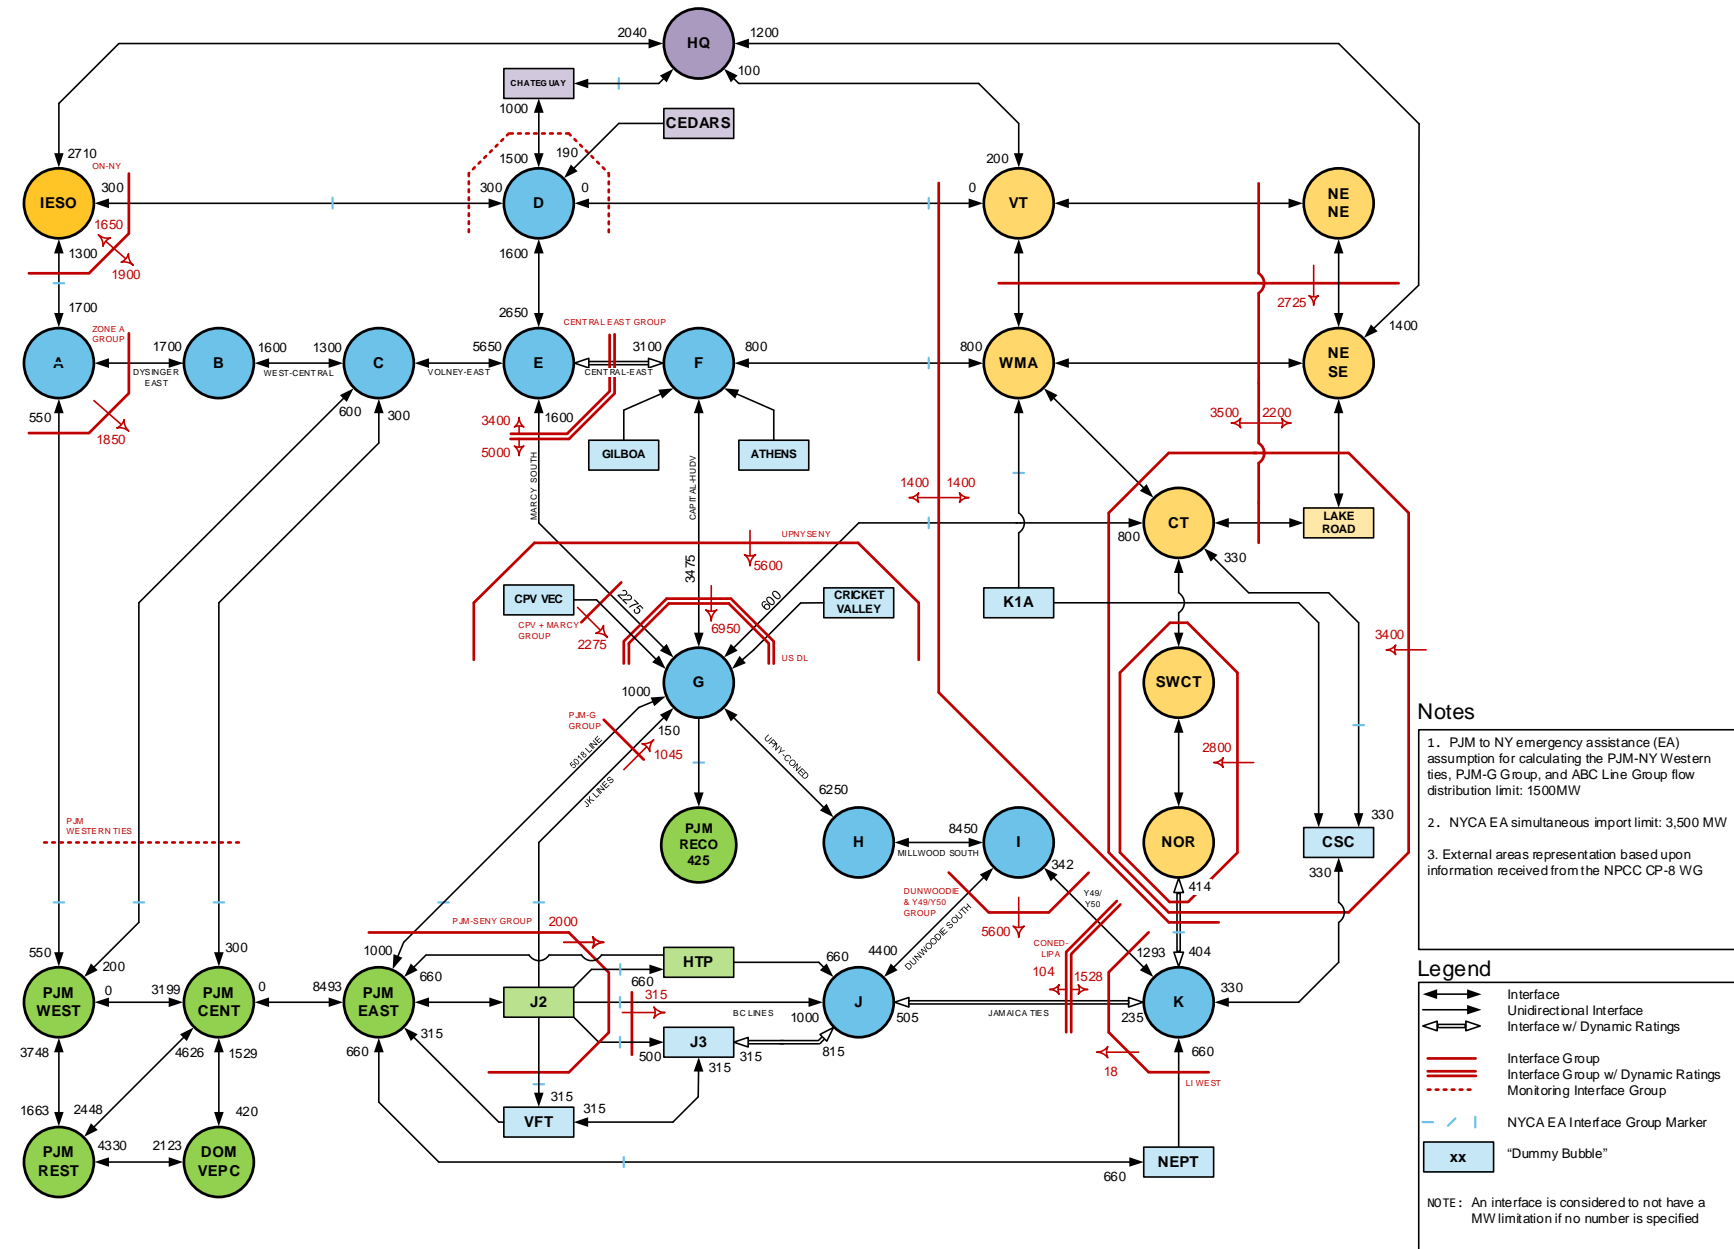 2040
HQ
1200
100
CHATEGUAY
1000
CEDARS
2710
ON-NY
1500
190
200
300
IESO
300
D
0
0
VT
NE
NE
1650
1300
1900
1600
2725
1700
2650
CENTRAL EAST GROUP
1400
ZONE A
GROUP
1700
1600
1300
5650
3100
800
800
A
B
C
E
F
WMA
NE
SE
DYSINGER
EAST
WEST-CENTRAL
VOLNEY-EAST
CENTRAL-EAST
550
1850
600
300
3400
1600
5000
3500
2200
GILBOA
ATHENS
MARCY SOUTH
CAPITAL-HUDV
1400
1400
CT
LAKE
ROAD
800
330
UPNYSENY
5600
3475
2275
600
CPV VEC
CRICKET
VALLEY
K1A
CPV + MARCY
GROUP
2275
6950
US DL
3400
G
SWCT
1000
150
PJM-G
GROUP
1045
5018 LINE
JK LINES
UPNY-CONED
2800
6250
8450
PJM
RECO
425
H
MILLWOOD SOUTH
I
342
NOR
330
CSC
330
PJM
WESTERN TIES
414
DUNWOODIE
& Y49/Y50
GROUP
Y49/
Y50
DUNWOODIE SOUTH
PJM-SENY GROUP
2000
5600
CONED-
LIPA
104
1528
1293
404
550
200
300
1000
660
HTP
660
4400
660
PJM
WEST
0
3199
PJM
CENT
0
8493
PJM
EAST
J2
315
BC LINES
1000
J
505
JAMAICA TIES
235
K
330
3748
4626
1529
660
315
500
J3
315
815
315
18
660
LI WEST
1663
2448
420
315
VFT
315
PJM
REST
4330
2123
DOM
VEPC
660
NEPT
Notes
1. PJM to NY emergency assistance (EA)
assumption for calculating the PJM-NY Western
ties, PJM-G Group, and ABC Line Group flow
distribution limit: 1500MW
2. NYCA EA simultaneous import limit: 3,500 MW
3. External areas representation based upon
information received from the NPCC CP-8 WG
Legend
Interface
Unidirectional Interface
Interface w/ Dynamic Ratings
Interface Group
Interface Group w/ Dynamic Ratings
Monitoring Interface Group
NYCA EA Interface Group Marker
xx
“Dummy Bubble”
NOTE: An interface is considered to not have a
MW limitation if no number is specified